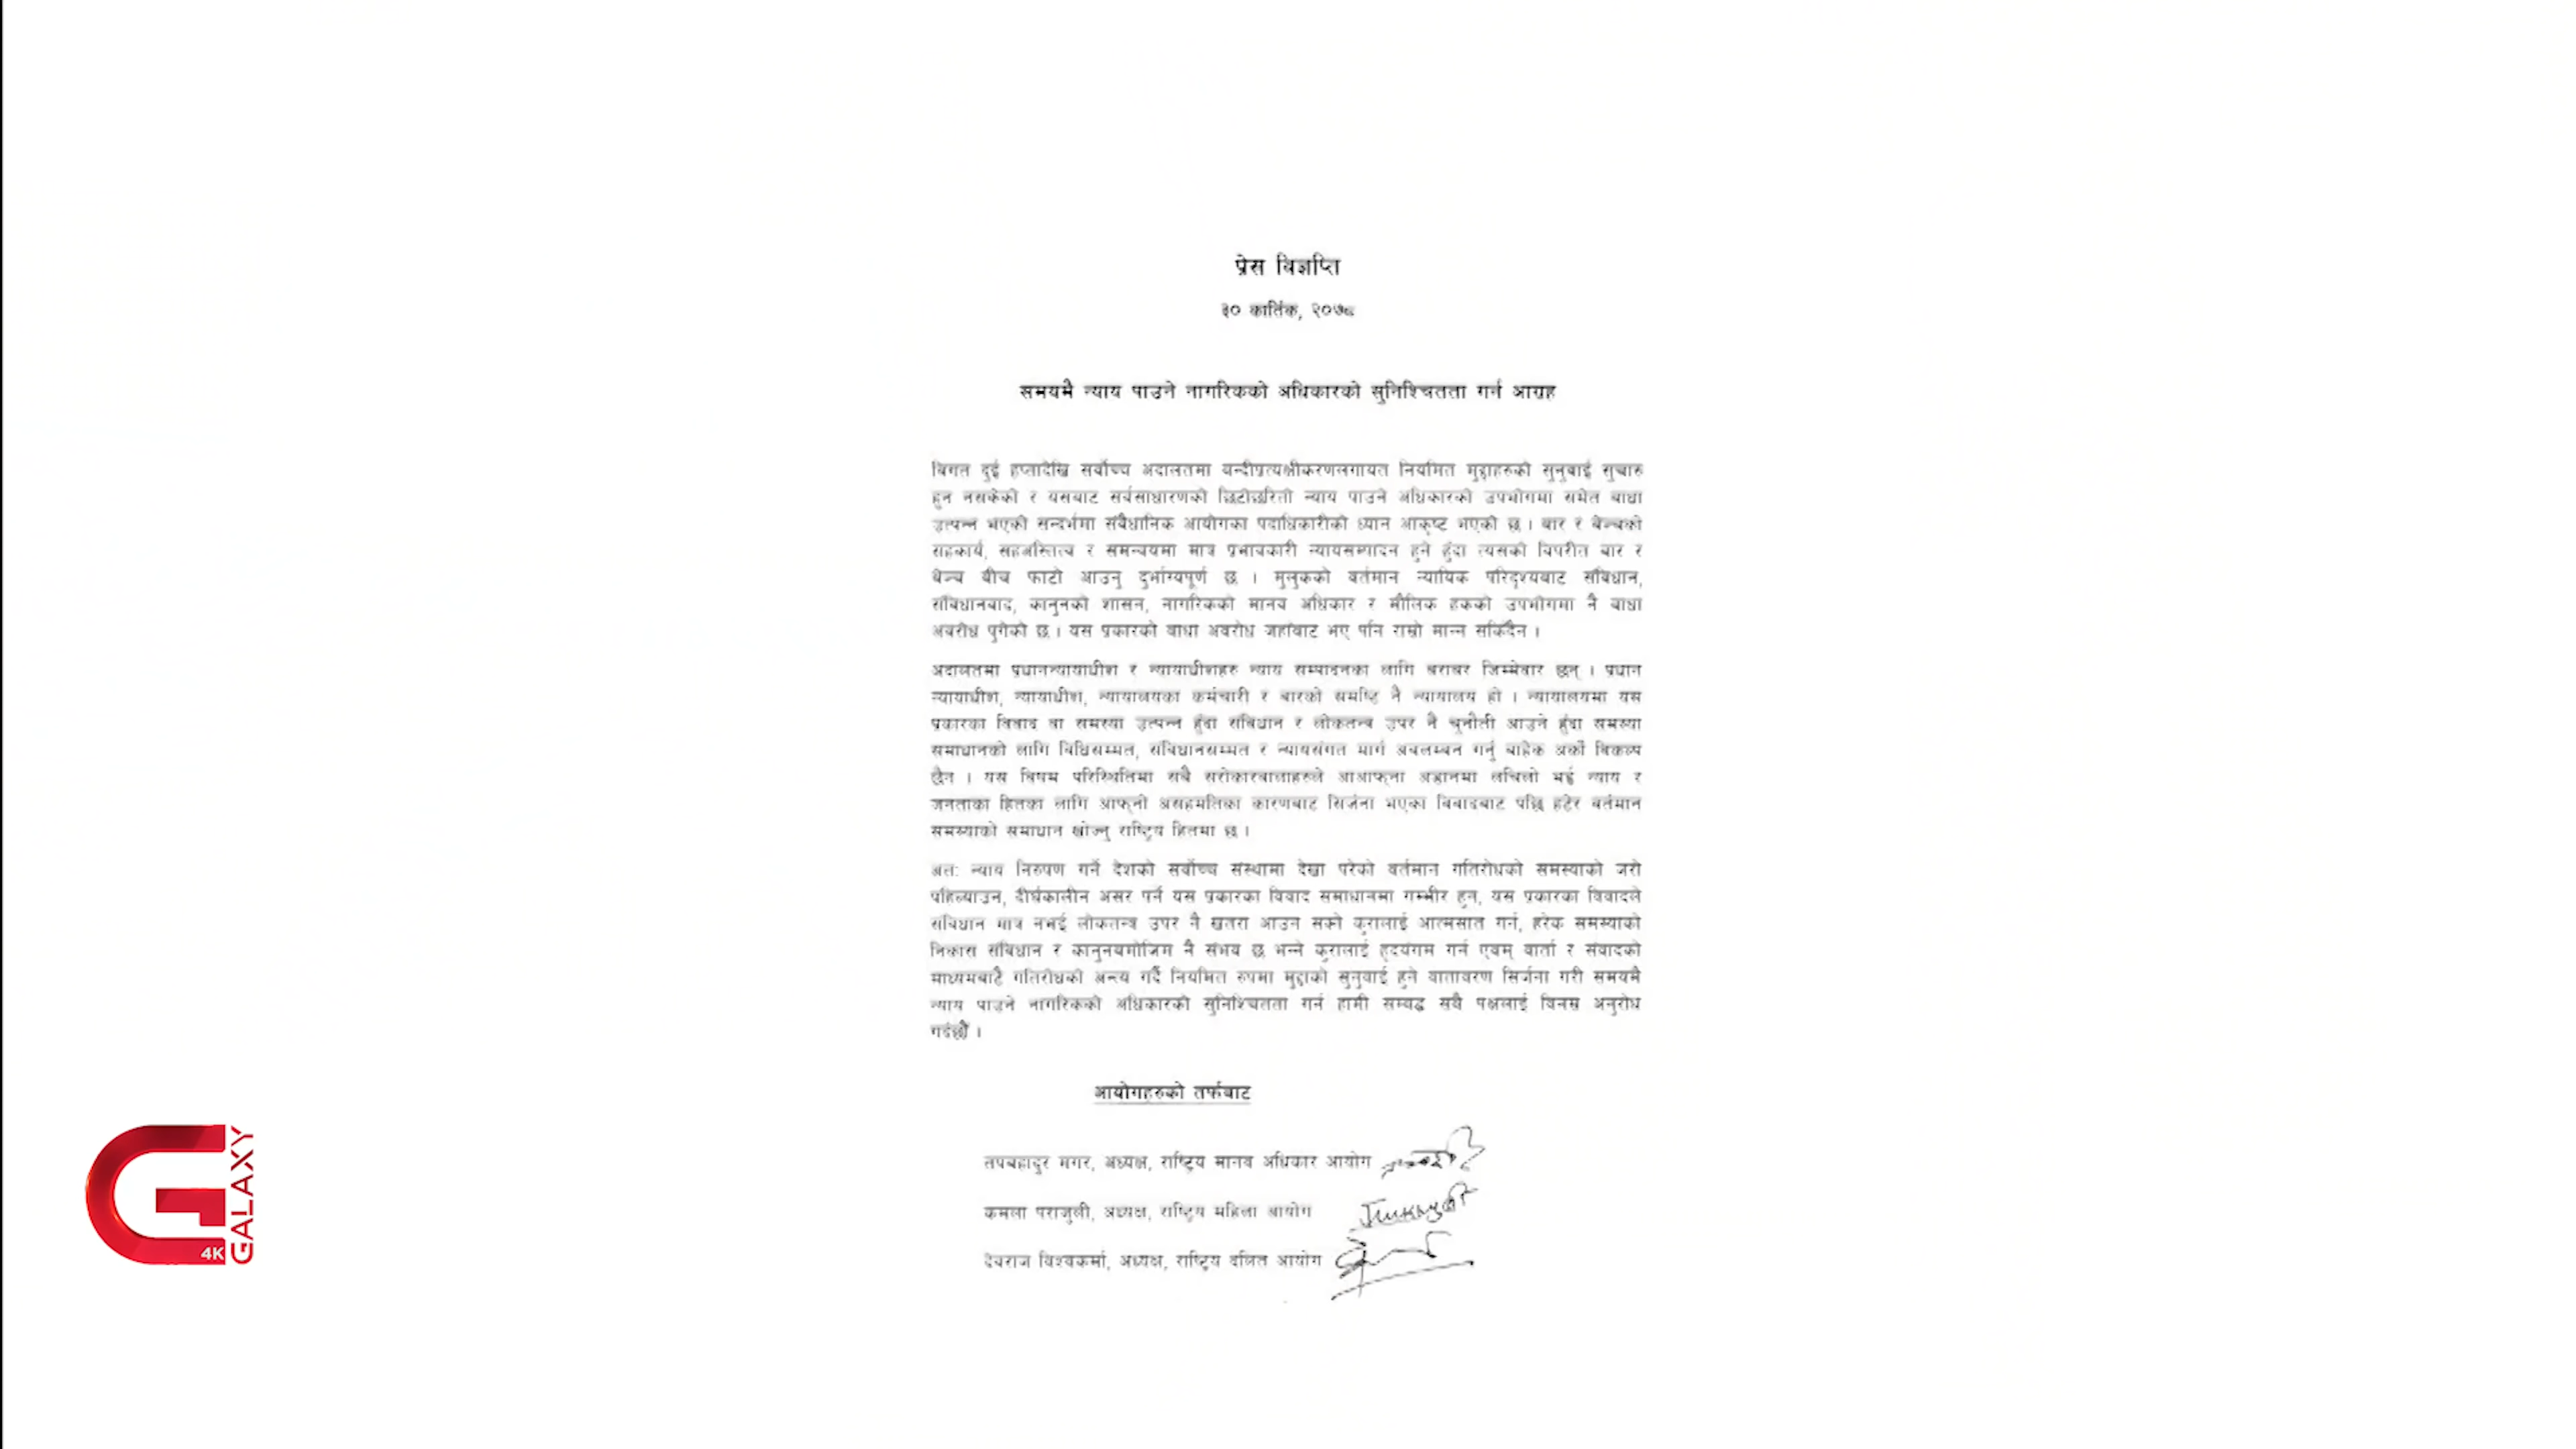 प्रेस विज्ञप्ति
३० कार्तिक, २०७८
समयमै न्याय पाउने नागरिकको अधिकारको सुनिश्चितता गर्न आग्रह
विगत दुई हप्तादेखि सर्वोच्च अदालतमा बन्दीप्रत्यक्षीकरणलगायत नियमित मुद्दाहरुको सुनुवाई सुचारु
हुन नसकेको र यसबाट सर्वसाधारणको छिटोछरितो न्याय पाउने अधिकारको उपभोगमा समेत बाधा
उत्पन्न भएको सन्दर्भमा संवैधानिक आयोगका पदाधिकारीको ध्यान आकृष्ट भएको छ । बार र बेन्चको
सहकार्य, सहअस्तित्व र समन्वयमा मात्र प्रभावकारी न्यायसम्पादन हुने हुँदा त्यसको विपरीत बार र
बेन्च बीच फाटो आउनु दुर्भाग्यपूर्ण छ । मुलुकको वर्तमान न्यायिक परिदृश्यबाट संविधान,
संविधानवाद, कानुनको शासन, नागरिकको मानव अधिकार र मौलिक हकको उपभोगमा नै बाधा
अवरोध पुगेको छ । यस प्रकारको बाधा अवरोध जहाँबाट भए पनि राम्रो मान्न सकिँदैन ।
अदालतमा प्रधानन्यायाधीश र न्यायाधीशहरु न्याय सम्पादनका लागि बराबर जिम्मेवार छन् । प्रधान
न्यायाधीश, न्यायाधीश, न्यायालयका कर्मचारी र बारको समष्टि नै न्यायालय हो । न्यायालयमा यस
प्रकारका विवाद वा समस्या उत्पन्न हुँदा संविधान र लोकतन्त्र उपर नै चुनौती आउने हुँदा समस्या
समाधानको लागि विधिसम्मत, संविधानसम्मत र न्यायसंगत मार्ग अवलम्बन गर्नु बाहेक अर्को विकल्प
छैन । यस विषम परिस्थितिमा सबै सरोकारवालाहरुले आआफ्ना अडानमा लचिलो भई न्याय र
जनताका हितका लागि आफ्नो असहमतिका कारणबाट सिर्जना भएका विवादबाट पछि हटेर वर्तमान
समस्याको समाधान खोज्नु राष्ट्रिय हितमा छ ।
अत: न्याय निरुपण गर्ने देशको सर्वोच्च संस्थामा देखा परेको वर्तमान गतिरोधको समस्याको जरो
पहिल्याउन, दीर्घकालीन असर पर्ने यस प्रकारका विवाद समाधानमा गम्भीर हुन, यस प्रकारका विवादले
संविधान मात्र नभई लोकतन्त्र उपर नै खतरा आउन सक्ने कुरालाई आत्मसात गर्न, हरेक समस्याको
निकास संविधान र कानुनबमोजिम नै संभव छ भन्ने कुरालाई हृदयंगम गर्न एवम् वार्ता र संवादको
माध्यमबाटै गतिरोधको अन्त्य गर्दै नियमित रुपमा मुद्दाको सुनुवाई हुने वातावरण सिर्जना गरी समयमै
न्याय पाउने नागरिकको अधिकारको सुनिश्चितता गर्न हामी सम्बद्ध सबै पक्षलाई विनम्र अनुरोध
गर्दछौं ।
आयोगहरुको तर्फबाट
तपबहादुर मगर, अध्यक्ष, राष्ट्रिय मानव अधिकार आयोग
कमला पराजुली, अध्यक्ष, राष्ट्रिय महिला आयोग
देवराज विश्वकर्मा, अध्यक्ष, राष्ट्रिय दलित आयोग
GALAXY
4K